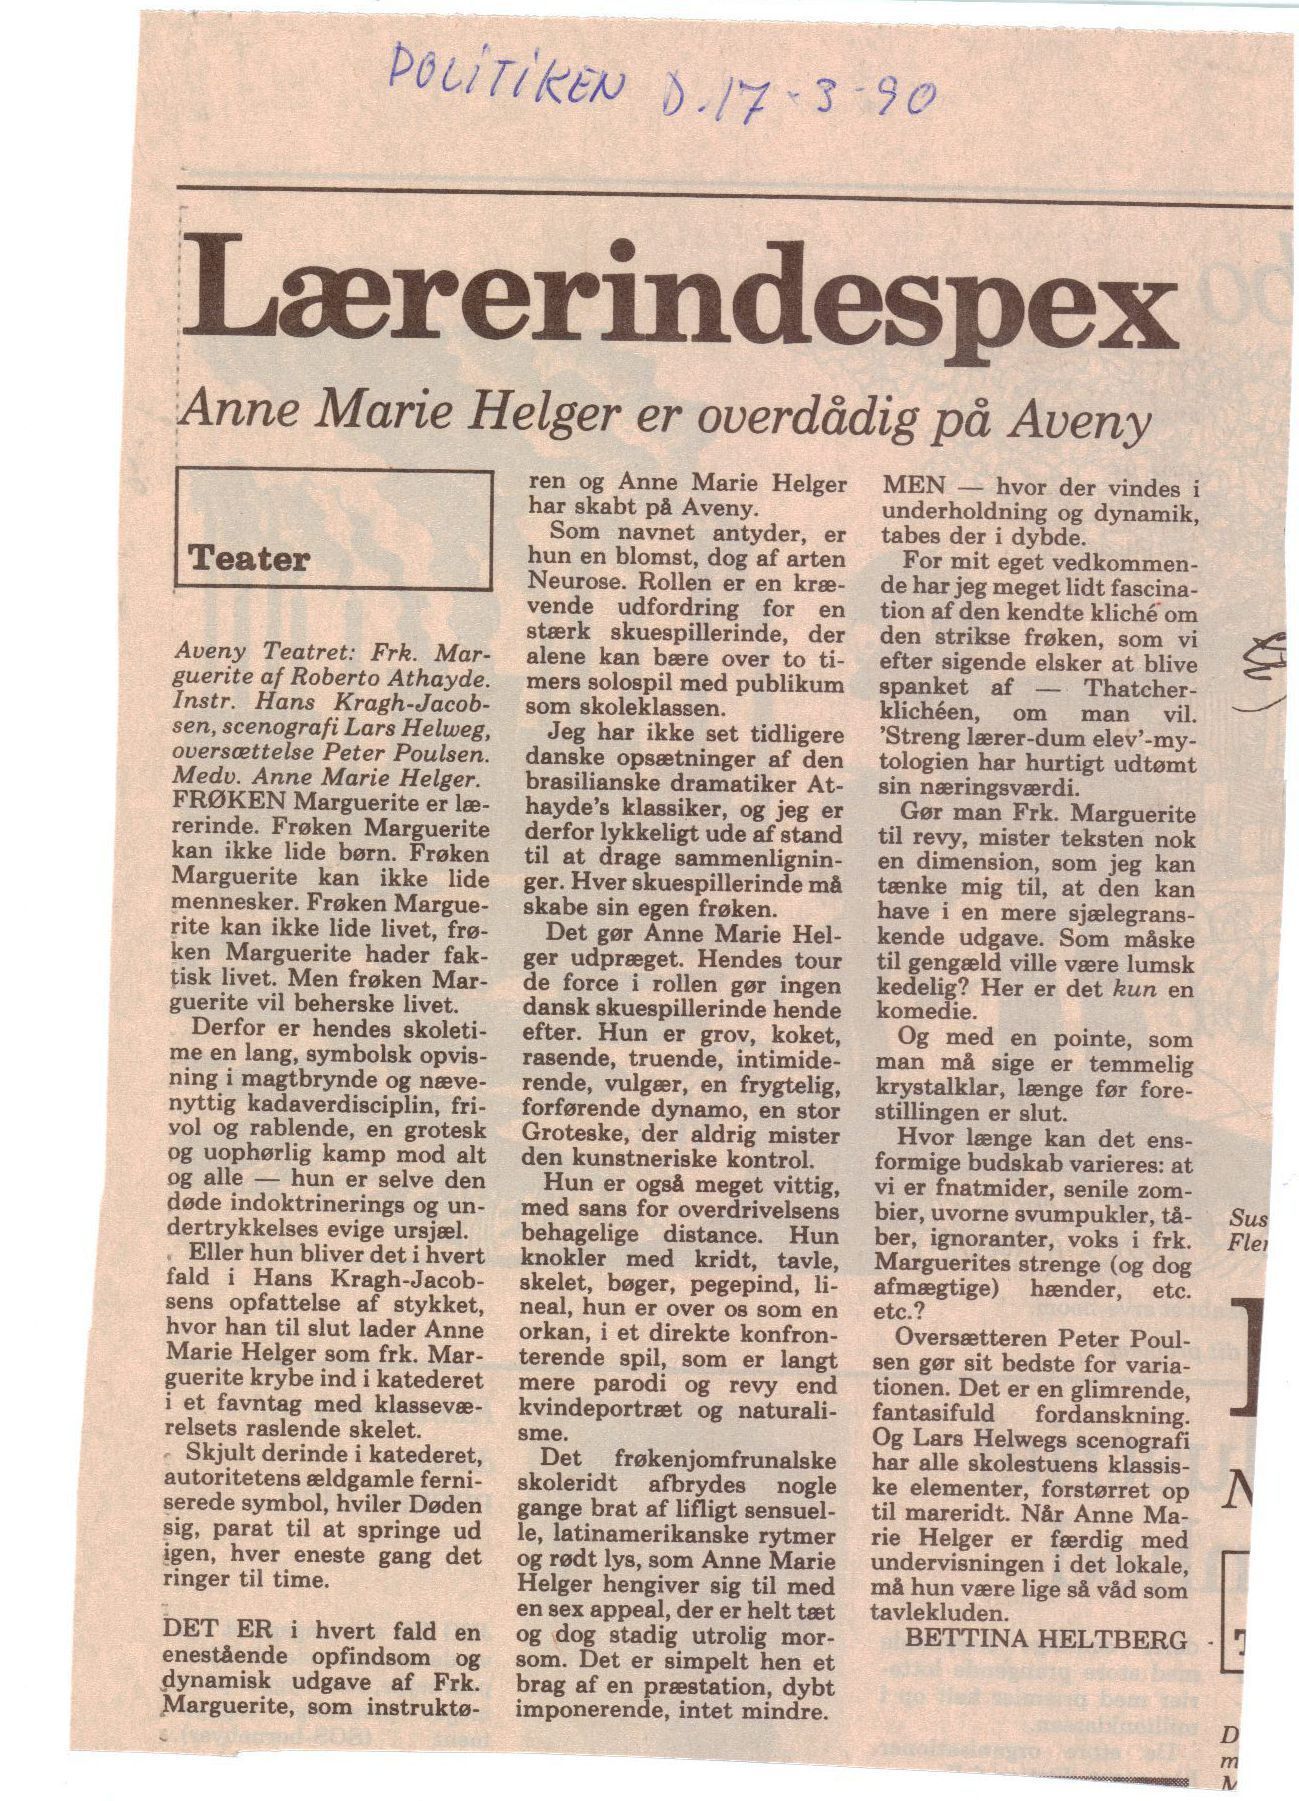 POLITIKEN D. 17-3-90
Lærerindespex
Anne Marie Helger er overdådig på Aveny
Teater
Aveny Teatret: Frk. Mar-
guerite af Roberto Athayde.
Instr. Hans Kragh-Jacob-
sen, scenografi Lars Helweg,
oversættelse Peter Poulsen.
Medv. Anne Marie Helger.
FRØKEN Marguerite er læ-
rerinde. Frøken Marguerite
kan ikke lide børn. Frøken
Marguerite kan ikke lide
mennesker. Frøken Margue-
rite kan ikke lide livet, frø-
ken Marguerite hader fak-
tisk livet. Men frøken Mar-
guerite vil beherske livet.
Derfor er hendes skoleti-
me en lang, symbolsk opvis-
ning i magtbrynde og næve-
nyttig kadaverdisciplin, fri-
vol og rablende, en grotesk
og uophørlig kamp mod alt
og alle — hun er selve den
døde indoktrinerings og un-
dertrykkelses evige ursjæl.
Eller hun bliver det i hvert
fald i Hans Kragh-Jacob-
sens opfattelse af stykket,
hvor han til slut lader Anne
Marie Helger som frk. Mar-
guerite krybe ind i katederet
i et favntag med klassevæ-
relsets raslende skelet.
Skjult derinde i katederet,
autoritetens ældgamle ferni-
serede symbol, hviler Døden
sig, parat til at springe ud
igen, hver eneste gang det
ringer til time.
DET ER i hvert fald en
enestående opfindsom og
dynamisk udgave af Frk.
Marguerite, som instruktø-
ren og Anne Marie Helger
har skabt på Aveny.
Som navnet antyder, er
hun en blomst, dog af arten
Neurose. Rollen er en kræ-
vende udfordring for en
stærk skuespillerinde, der
alene kan bære over to ti-
mers solospil med publikum
som skoleklassen.
Jeg har ikke set tidligere
danske opsætninger af den
brasilianske dramatiker At-
hayde's klassiker, og jeg er
derfor lykkeligt ude af stand
til at drage sammenlignin-
ger. Hver skuespillerinde må
skabe sin egen frøken.
Det gør Anne Marie Hel-
ger udpræget. Hendes tour
de force i rollen gør ingen
dansk skuespillerinde hende
efter. Hun er grov, koket,
rasende, truende, intimide-
rende, vulgær, en frygtelig,
forførende dynamo, en stor
Groteske, der aldrig mister
den kunstneriske kontrol.
Hun er også meget vittig,
med sans for overdrivelsens
behagelige distance. Hun
knokler med kridt, tavle,
skelet, bøger, pegepind, li-
neal, hun er over os som en
orkan, i et direkte konfron-
terende spil, som er langt
mere parodi og revy end
kvindeportræt og naturali-
sme.
Det frøkenjomfrunalske
skoleridt afbrydes nogle
gange brat af lifligt sensuel-
le, latinamerikanske rytmer
og rødt lys, som Anne Marie
Helger hengiver sig til med
en sex appeal, der er helt tæt
og dog stadig utrolig mor-
som. Det er simpelt hen et
brag af en præstation, dybt
imponerende, intet mindre.
MEN — hvor der vindes i
underholdning og dynamik,
tabes der i dybde.
For mit eget vedkommen-
de har jeg meget lidt fascina-
tion af den kendte kliché om
den strikse frøken, som vi
efter sigende elsker at blive
spanket af — Thatcher-
klichéen, om man vil.
'Streng lærer-dum elev'-my-
tologien har hurtigt udtømt
sin næringsværdi.
Gør man Frk. Marguerite
til revy, mister teksten nok
en dimension, som jeg kan
tænke mig til, at den kan
have i en mere sjælegrans-
kende udgave. Som måske
til gengæld ville være lumsk
kedelig? Her er det kun en
komedie.
Og med en pointe, som
man må sige er temmelig
krystalklar, længe før fore-
stillingen er slut.
Hvor længe kan det ens-
formige budskab varieres: at
vi er fnatmider, senile zom-
bier, uvorne svumpukler, tå-
ber, ignoranter, voks i frk.
Marguerites strenge (og dog
afmægtige) hænder, etc.
etc.?
Oversætteren Peter Poul-
sen gør sit bedste for varia-
tionen. Det er en glimrende,
fantasifuld fordanskning.
Og Lars Helwegs scenografi
har alle skolestuens klassis-
ke elementer, forstørret op
til mareridt. Når Anne Ma-
rie Helger er færdig med
undervisningen i det lokale,
må hun være lige så våd som
tavlekluden.
BETTINA HELTBERG
Sus